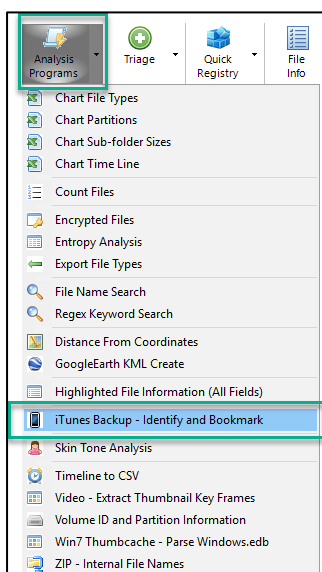 Analysis
Programs
Triage
Quick
Registry
File
Info
Chart File Types
Chart Partitions
Chart Sub-folder Sizes
Chart Time Line
Count Files
Encrypted Files
Entropy Analysis
Export File Types
File Name Search
Regex Keyword Search
Distance From Coordinates
GoogleEarth KML Create
Highlighted File Information (All Fields)
iTunes Backup - Identify and Bookmark
Skin Tone Analysis
Timeline to CSV
Video - Extract Thumbnail Key Frames
Volume ID and Partition Information
Win7 Thumbcache - Parse Windows.edb
ZIP - Internal File Names